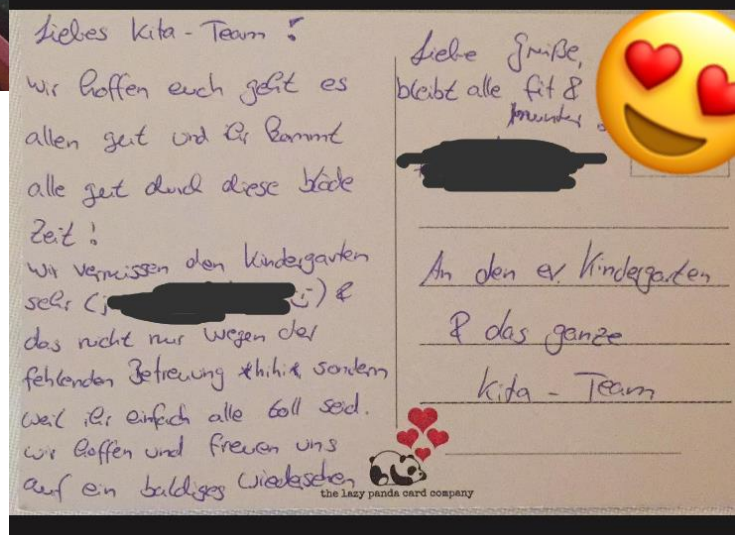 Liebes Kita-Team !
wir hoffen euch geht es
allen gut und ihr kommt
alle gut durch diese blöde
Zeit !
wir vermissen den Kindergarten
sehr (
:) &
das nicht nur wegen der
fehlenden Betreuung *hihi* sondern
weil ihr einfach alle toll seid.
wir hoffen und freuen uns
auf ein baldiges Wiedersehen
Liebe Grüße,
bleibt alle fit &
munter
An den ev. Kindergarten
& das ganze
Kita - Team
the lazy panda card company